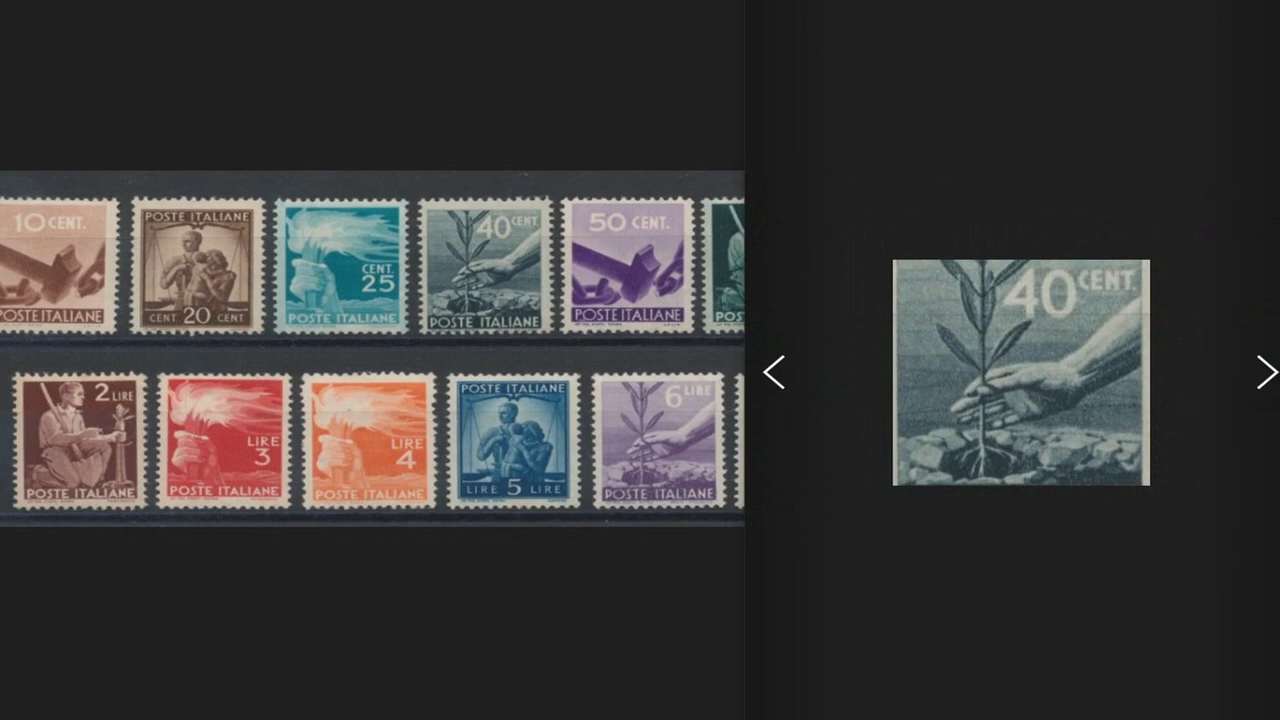 10 CENT.
POSTE ITALIANE
POSTE ITALIANE
CENT 20 CENT
CENT.
25
POSTE ITALIANE
40 CENT
POSTE ITALIANE
50 CENT.
POSTE ITALIANE
POS
2 LIRE
POSTE ITALIANE
LIRE
3
POSTE ITALIANE
LIRE
4
POSTE ITALIANE
POSTE ITALIANE
LIRE 5 LIRE
6 LIRE
POSTE ITALIANE
40 CENT.